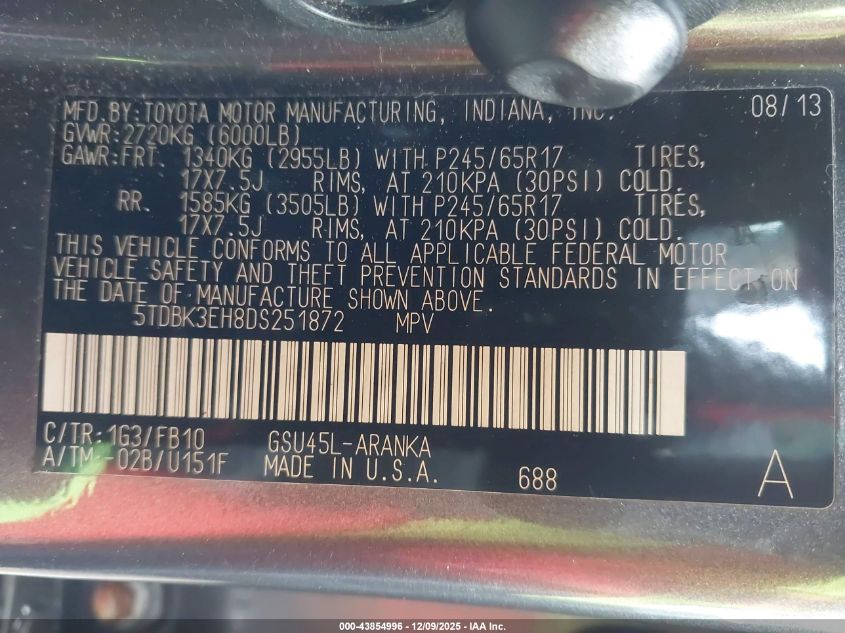 MFD.BY:TOYOTA MOTOR MANUFACTURING, INDIANA, INC. 08/13
GVWR:2720KG (6000LB)
GAWR:FRT. 1340KG (2955LB) WITH P245/65R17 TIRES,
17X7.5J RIMS, AT 210KPA (30PSI) COLD.
RR. 1585KG (3505LB) WITH P245/65R17 TIRES,
17X7.5J RIMS, AT 210KPA (30PSI) COLD.
THIS VEHICLE CONFORMS TO ALL APPLICABLE FEDERAL MOTOR
VEHICLE SAFETY AND THEFT PREVENTION STANDARDS IN EFFECT ON
THE DATE OF MANUFACTURE SHOWN ABOVE.
5TDBK3EH8DS251872 MPV
C/TR:1G3/FB10 GSU45L-ARANKA
A/TM -02B/U151F MADE IN U.S.A. 688 A
000-43854996 - 12/09/2025 - IAA Inc.